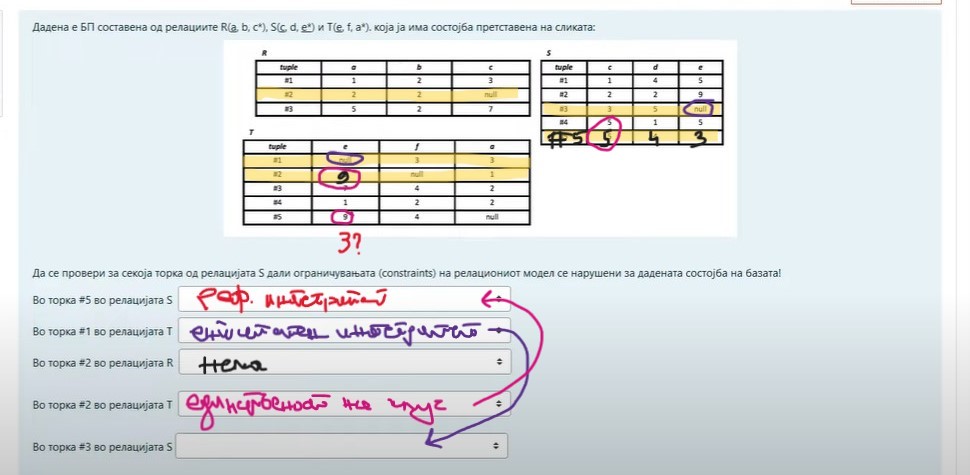 Дадена е БП составена од релациите R(a, b, c*), S(c, d, e*) и T(e, f, a*). која ја има состојба претставена на сликата:
R
tuple a b c
#1 1 2 3
#2 2 2 null
#3 5 2 7
S
tuple c d e
#1 1 4 5
#2 2 2 9
#3 3 5 null
#4 5 1 5
#5 5 4 3
T
tuple e f a
#1 null 3 3
#2 9 null 1
#3 7 4 2
#4 1 2 2
#5 9 4 null
3?
Да се провери за секоја торка од релацијата S дали ограничувањата (constraints) на релациониот модел се нарушени за дадената состојба на базата!
Во торка #5 во релацијата S реф. интегритет
Во торка #1 во релацијата T ентитетски интегритет
Во торка #2 во релацијата R Нема
Во торка #2 во релацијата T единственост на клуч
Во торка #3 во релацијата S